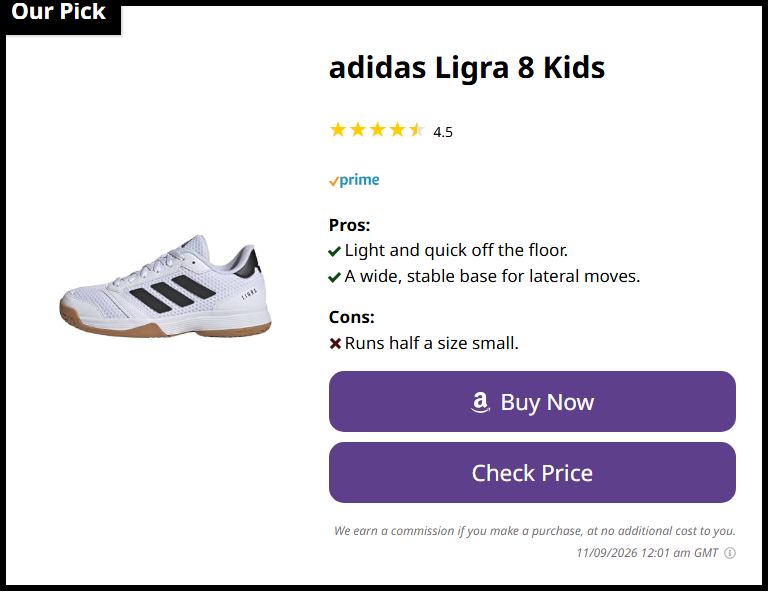 Our Pick
adidas Ligra 8 Kids
4.5
prime
Pros:
Light and quick off the floor.
A wide, stable base for lateral moves.
Cons:
Runs half a size small.
LIGRA
Buy Now
Check Price
We earn a commission if you make a purchase, at no additional cost to you.
11/09/2026 12:01 am GMT